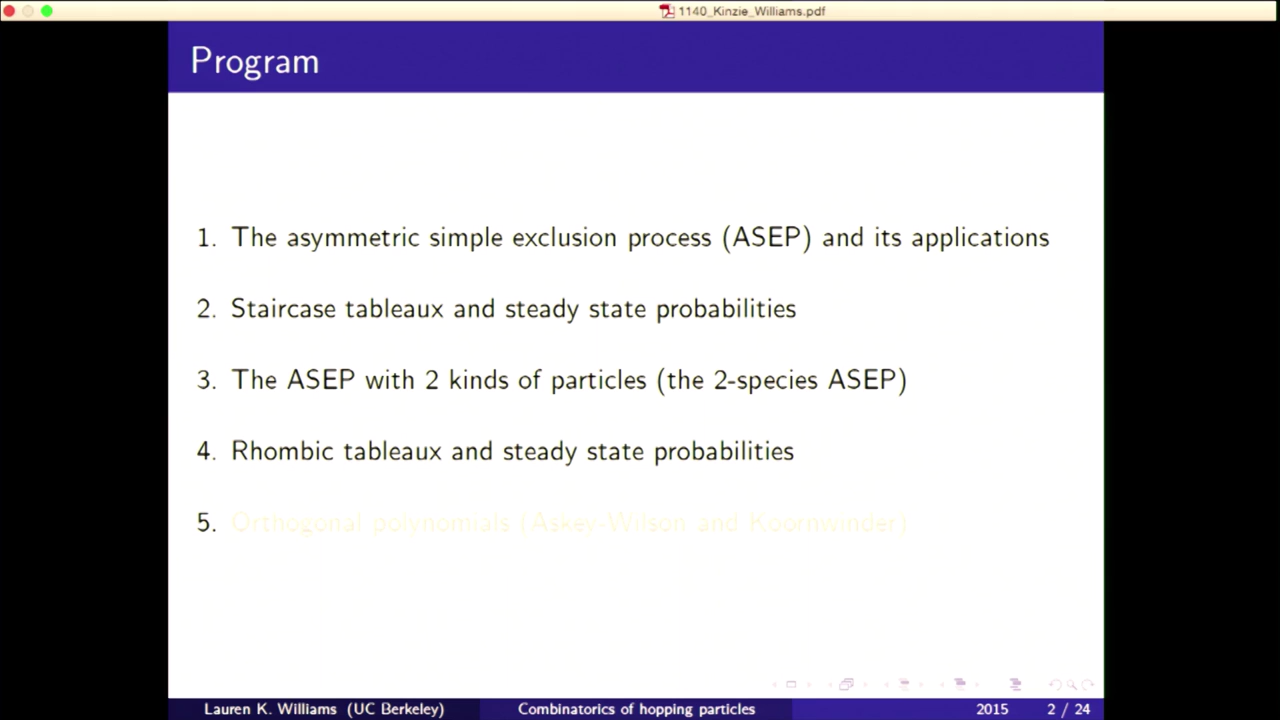 1140_Kinzie_Williams.pdf
Program
1. The asymmetric simple exclusion process (ASEP) and its applications
2. Staircase tableaux and steady state probabilities
3. The ASEP with 2 kinds of particles (the 2-species ASEP)
4. Rhombic tableaux and steady state probabilities
5. Orthogonal polynomials (Askey-Wilson and Koornwinder)
Lauren K. Williams (UC Berkeley) Combinatorics of hopping particles 2015 2 / 24